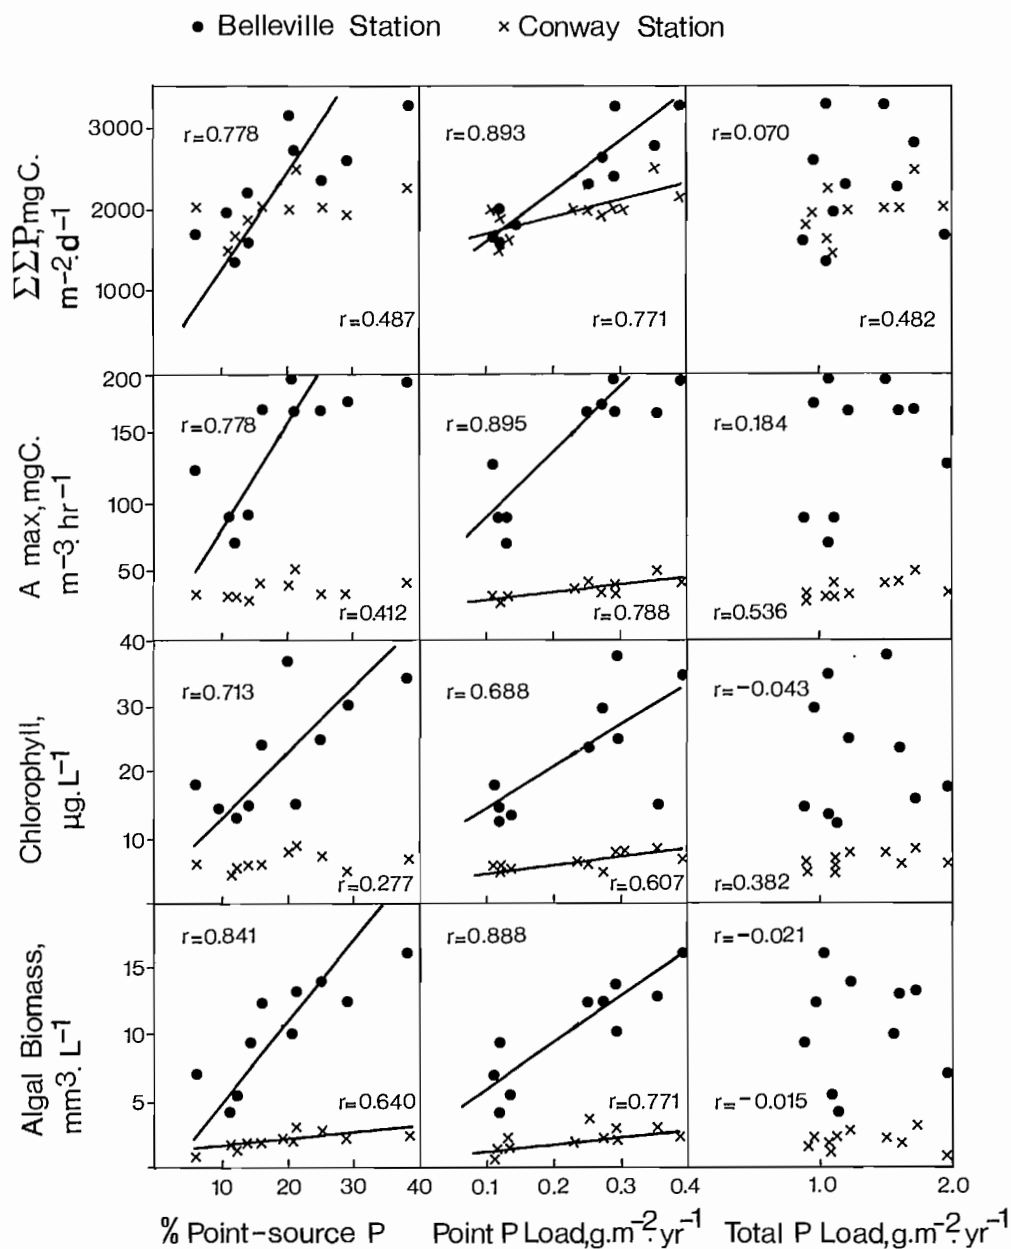 ● Belleville Station × Conway Station
ΣΣP,mgC.
m⁻².d⁻¹
3000
2000
1000
r=0.778
r=0.487
r=0.893
r=0.771
r=0.070
r=0.482
A max,mgC.
m⁻³.hr⁻¹
200
150
100
50
r=0.778
r=0.412
r=0.895
r=0.788
r=0.184
r=0.536
Chlorophyll,
µg.L⁻¹
40
30
20
10
r=0.713
r=0.277
r=0.688
r=0.607
r=-0.043
r=0.382
Algal Biomass,
mm3. L⁻¹
15
10
5
r=0.841
r=0.640
r=0.888
r=0.771
r=-0.021
r=-0.015
10 20 30 40 0.1 0.2 0.3 0.4 1.0 2.0
% Point-source P Point P Load,g.m⁻².yr⁻¹ Total P Load,g.m⁻².yr⁻¹